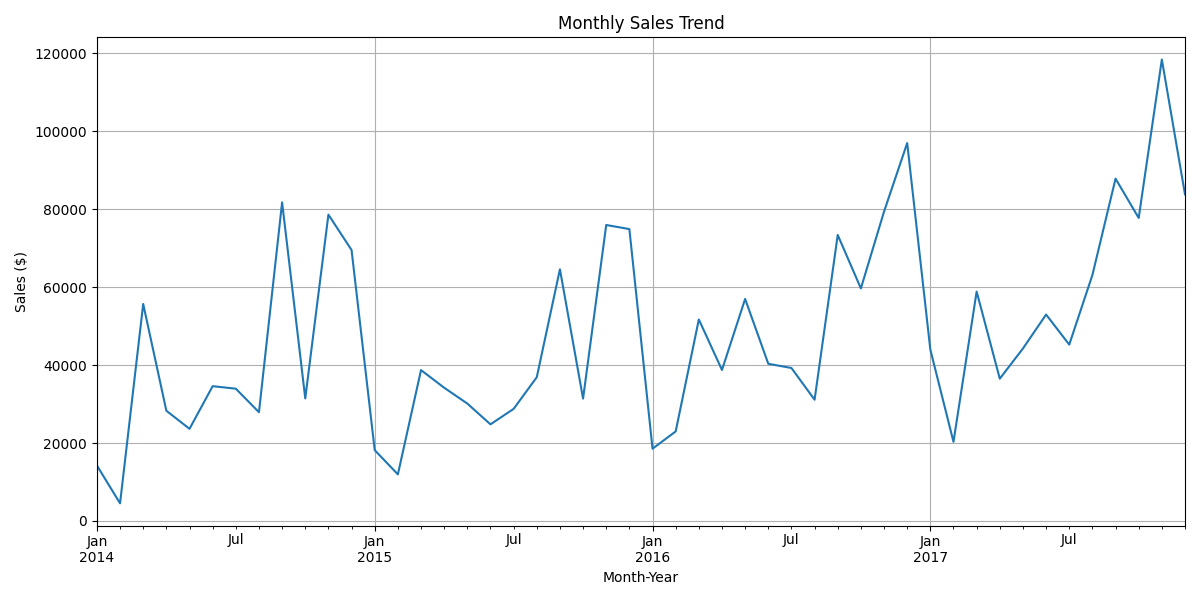 Monthly Sales Trend
120000
100000
80000
60000
40000
20000
0
Sales ($)
Jan Jul Jan Jul Jan Jul Jan Jul
2014 2015 2016 2017
Month-Year